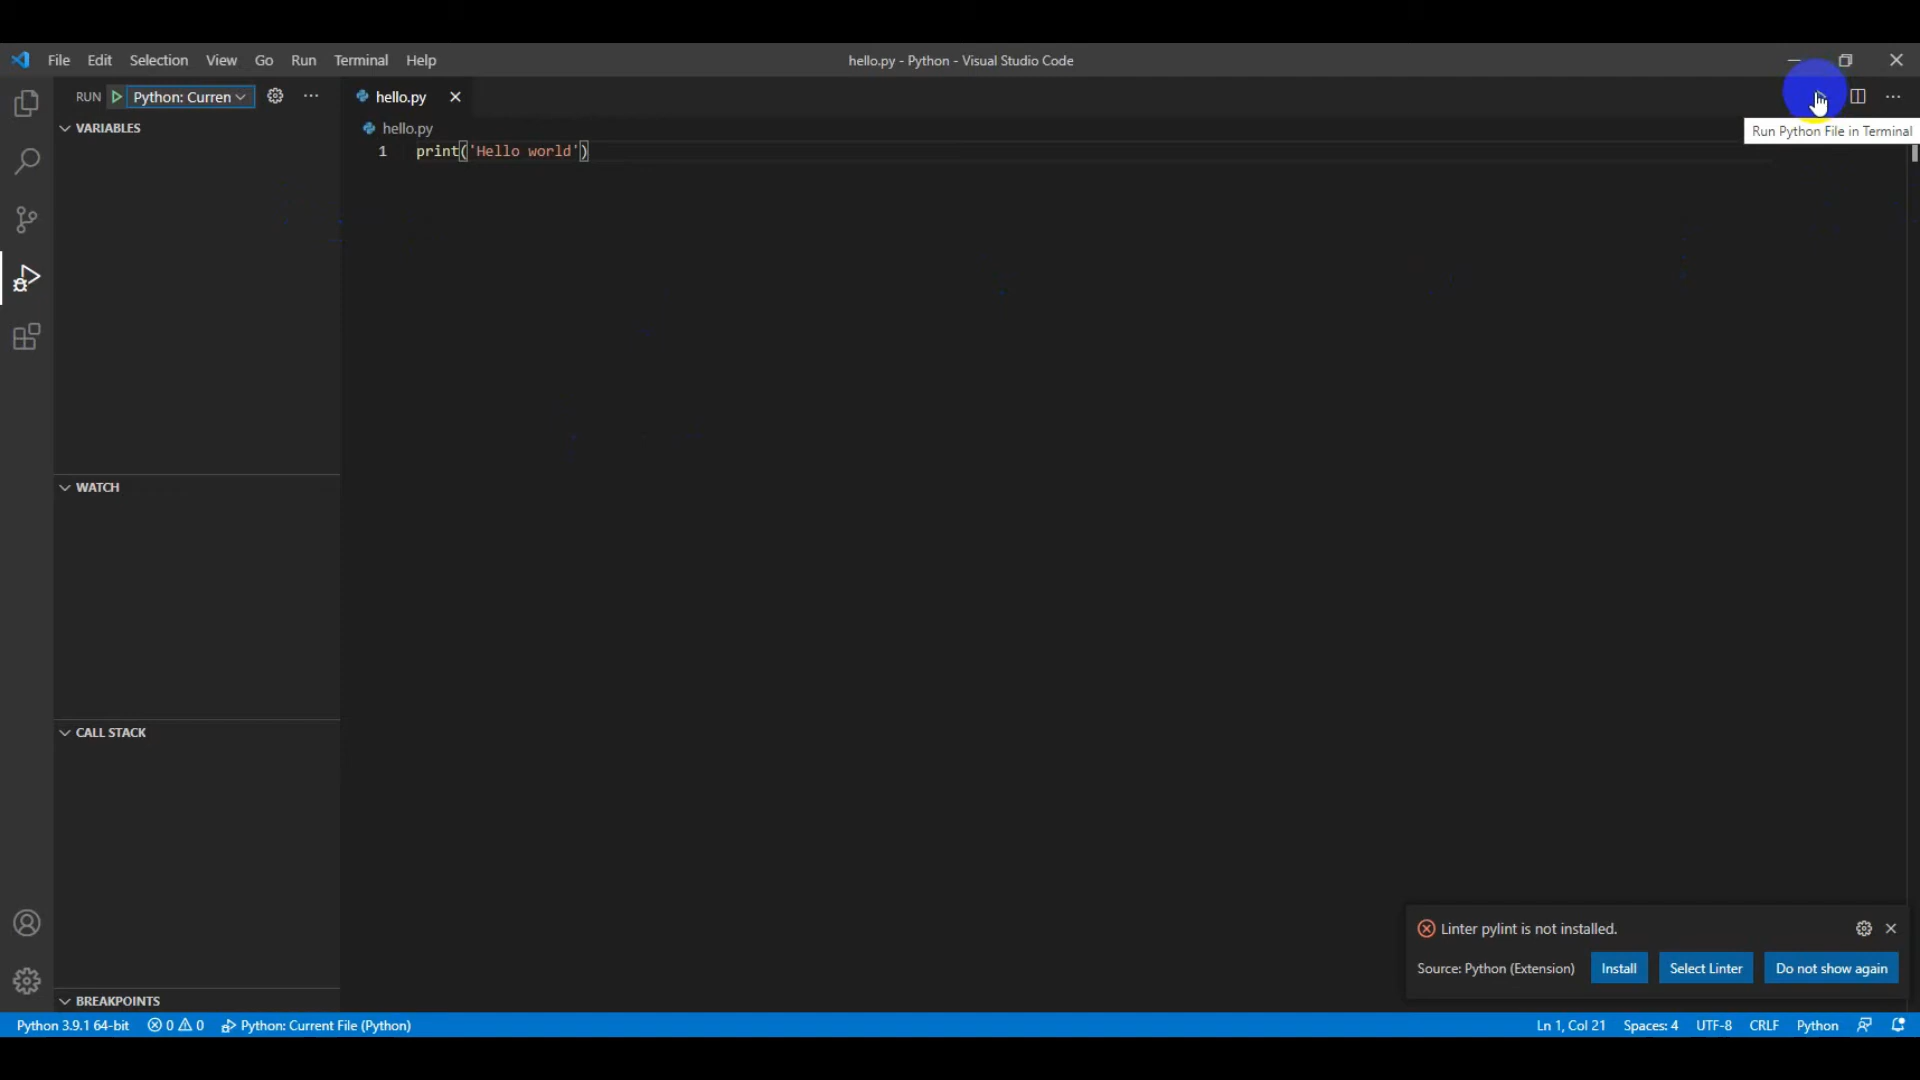 File Edit Selection View Go Run Terminal Help
hello.py - Python - Visual Studio Code
RUN Python: Curren
hello.py
Run Python File in Terminal
VARIABLES
hello.py
1 print('Hello world')
WATCH
CALL STACK
BREAKPOINTS
Linter pylint is not installed.
Source: Python (Extension) Install Select Linter Do not show again
Python 3.9.1 64-bit 0 0 Python: Current File (Python) Ln 1, Col 21 Spaces: 4 UTF-8 CRLF Python